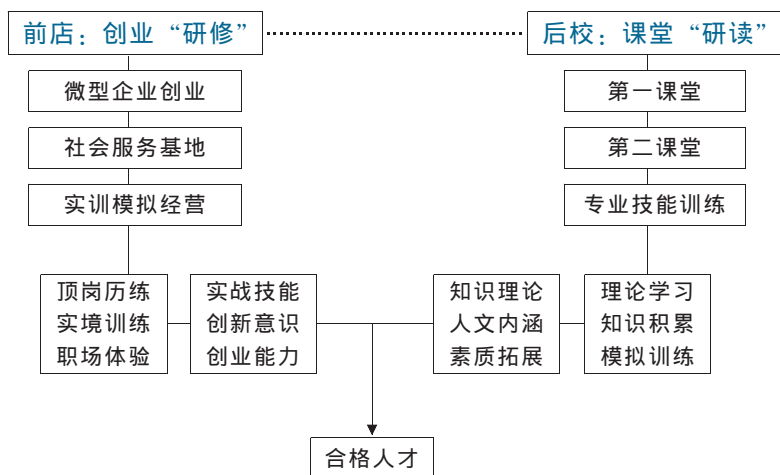 前店：创业“研修”
后校：课堂“研读”
微型企业创业
第一课堂
社会服务基地
第二课堂
实训模拟经营
专业技能训练
顶岗历练
实境训练
职场体验
实战技能
创新意识
创业能力
知识理论
人文内涵
素质拓展
理论学习
知识积累
模拟训练
合格人才